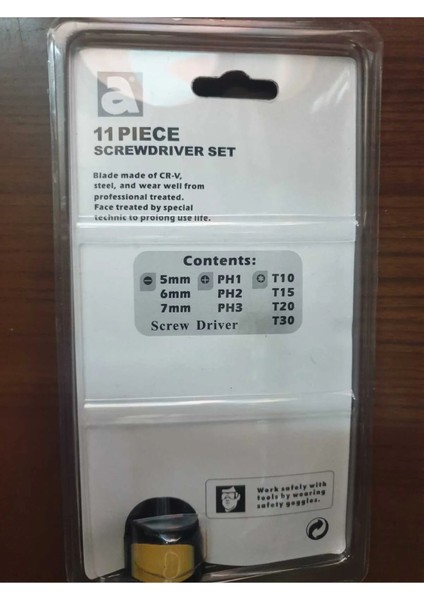 a
11 PIECE
SCREWDRIVER SET
Blade made of CR-V,
steel, and wear well from
professional treated.
Face treated by special
technic to prolong use life.
Contents:
5mm PH1 T10
6mm PH2 T15
7mm PH3 T20
Screw Driver T30
Work safely with
tools by wearing
safety goggles.